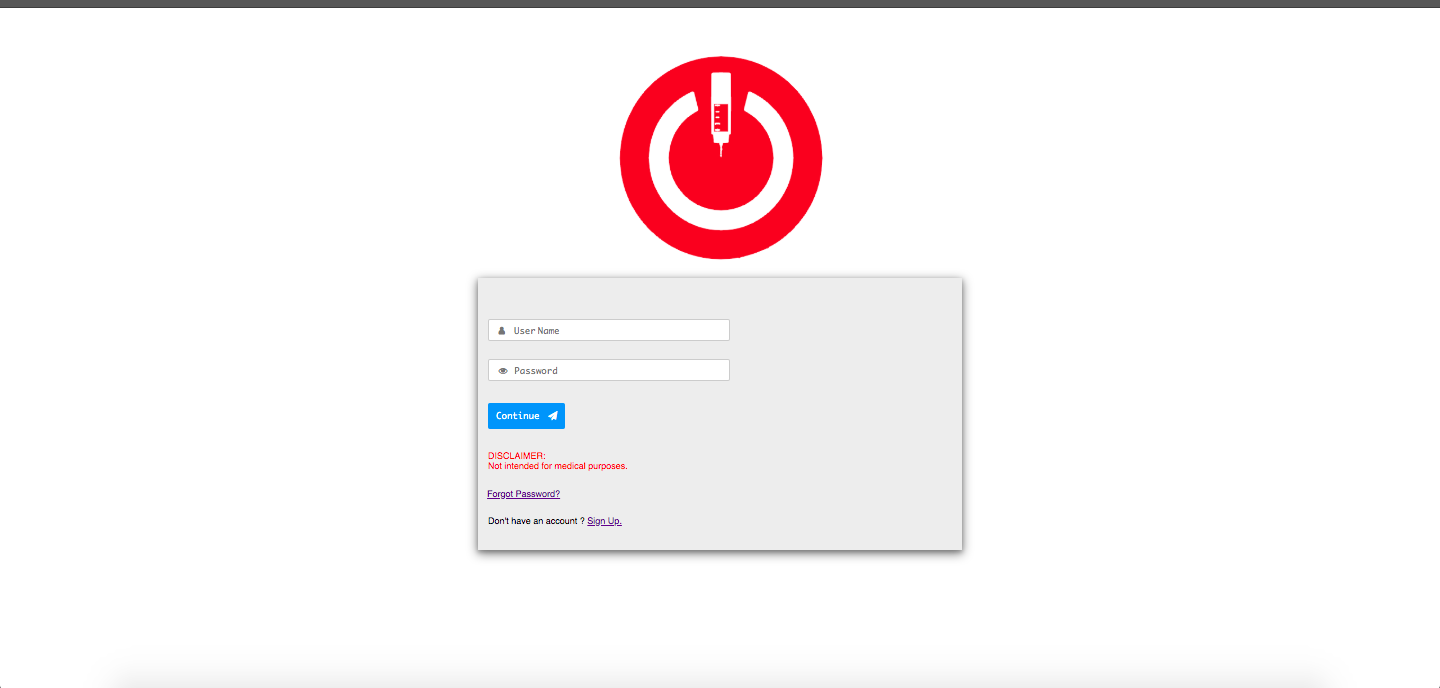 User Name
Password
Continue
DISCLAIMER:
Not intended for medical purposes.
Forgot Password?
Don't have an account ? Sign Up.